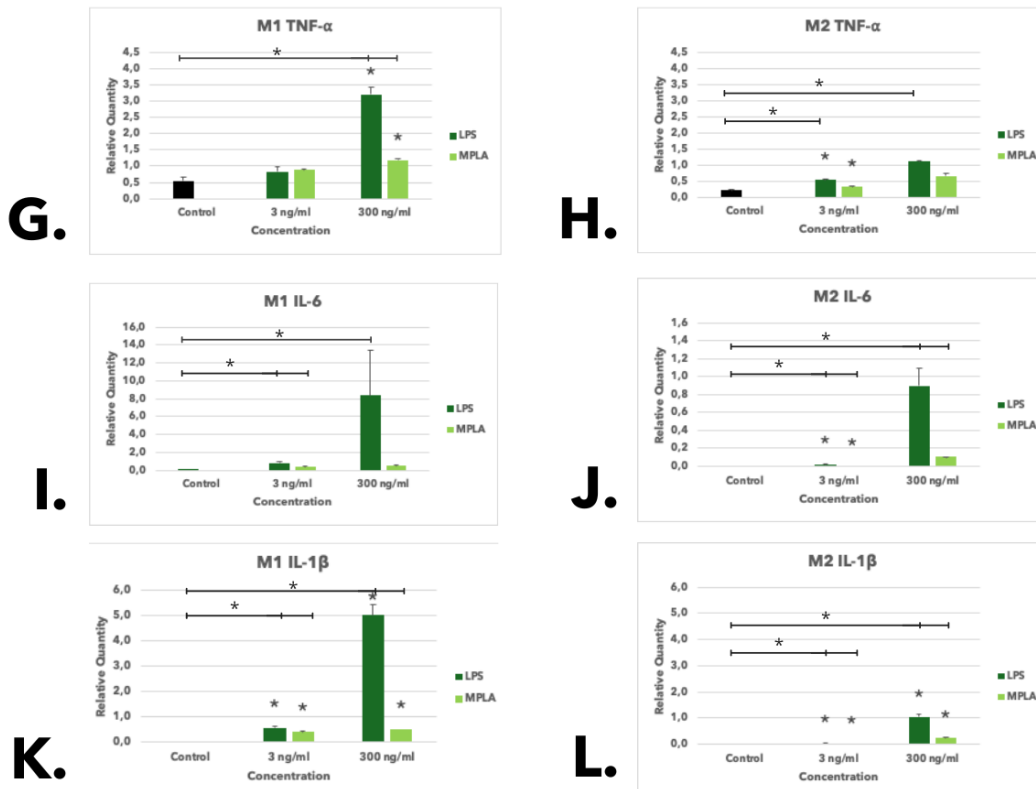 M1 TNF-α
4,5
4,0
3,5
3,0
2,5
2,0
1,5
1,0
0,5
0,0
Relative Quantity
*
*
*
LPS
MPLA
Control
3 ng/ml
300 ng/ml
Concentration
G.
M2 TNF-α
4,5
4,0
3,5
3,0
2,5
2,0
1,5
1,0
0,5
0,0
Relative Quantity
*
*
*
*
LPS
MPLA
Control
3 ng/ml
300 ng/ml
Concentration
H.
M1 IL-6
16,0
14,0
12,0
10,0
8,0
6,0
4,0
2,0
0,0
Relative Quantity
*
*
LPS
MPLA
Control
3 ng/ml
300 ng/ml
Concentration
I.
M2 IL-6
1,6
1,4
1,2
1,0
0,8
0,6
0,4
0,2
0,0
Relative Quantity
*
*
*
*
LPS
MPLA
Control
3 ng/ml
300 ng/ml
Concentration
J.
M1 IL-1β
6,0
5,0
4,0
3,0
2,0
1,0
0,0
Relative Quantity
*
*
*
*
*
*
LPS
MPLA
Control
3 ng/ml
300 ng/ml
Concentration
K.
M2 IL-1β
6,0
5,0
4,0
3,0
2,0
1,0
0,0
Relative Quantity
*
*
*
*
*
*
LPS
MPLA
Control
3 ng/ml
300 ng/ml
Concentration
L.